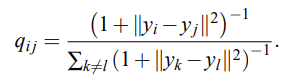 q_{ij} = \frac{(1+\|y_i-y_j\|^2)^{-1}}{\sum_{k\neq l}(1+\|y_k-y_l\|^2)^{-1}}.